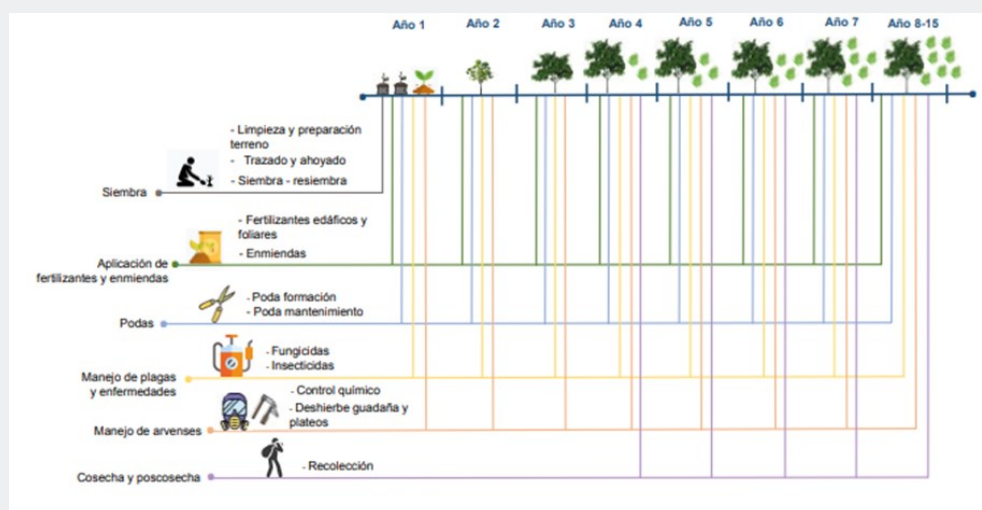 Año 1 Año 2 Año 3 Año 4 Año 5 Año 6 Año 7 Año 8-15
- Limpieza y preparación
terreno
- Trazado y ahoyado
- Siembra - resiembra
Siembra
- Fertilizantes edáficos y
foliares
- Enmiendas
Aplicación de
fertilizantes y enmiendas
- Poda formación
- Poda mantenimiento
Podas
- Fungicidas
- Insecticidas
Manejo de plagas
y enfermedades
- Control químico
- Deshierbe guadaña y
plateos
Manejo de arvenses
- Recolección
Cosecha y poscosecha